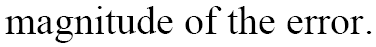 magnitude of the error.